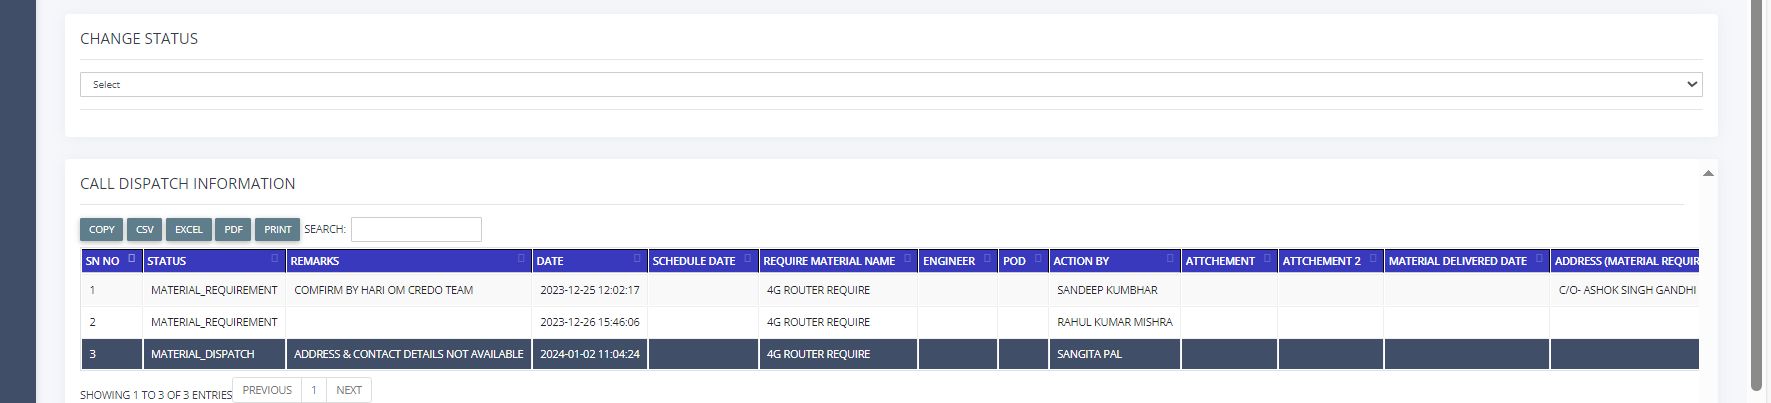 CHANGE STATUS
Select
CALL DISPATCH INFORMATION
COPY CSV EXCEL PDF PRINT SEARCH:
SN NO STATUS REMARKS DATE SCHEDULE DATE REQUIRE MATERIAL NAME ENGINEER POD ACTION BY ATTCHEMENT ATTCHEMENT 2 MATERIAL DELIVERED DATE ADDRESS (MATERIAL REQUIR
1 MATERIAL_REQUIREMENT COMFIRM BY HARI OM CREDO TEAM 2023-12-25 12:02:17 4G ROUTER REQUIRE SANDEEP KUMBHAR C/O- ASHOK SINGH GANDHI
2 MATERIAL_REQUIREMENT 2023-12-26 15:46:06 4G ROUTER REQUIRE RAHUL KUMAR MISHRA
3 MATERIAL_DISPATCH ADDRESS & CONTACT DETAILS NOT AVAILABLE 2024-01-02 11:04:24 4G ROUTER REQUIRE SANGITA PAL
SHOWING 1 TO 3 OF 3 ENTRIES PREVIOUS 1 NEXT